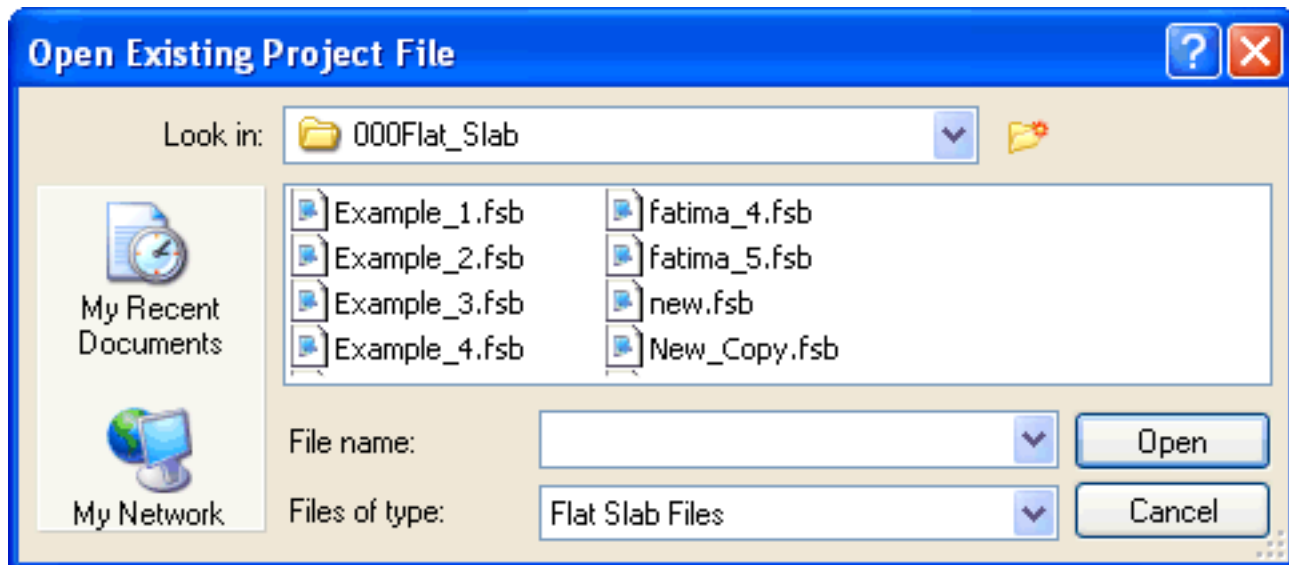 Open Existing Project File
Look in: 000Flat_Slab
My Recent
Documents
My Network
Example_1.fsb fatima_4.fsb
Example_2.fsb fatima_5.fsb
Example_3.fsb new.fsb
Example_4.fsb New_Copy.fsb
File name: Open
Files of type: Flat Slab Files Cancel